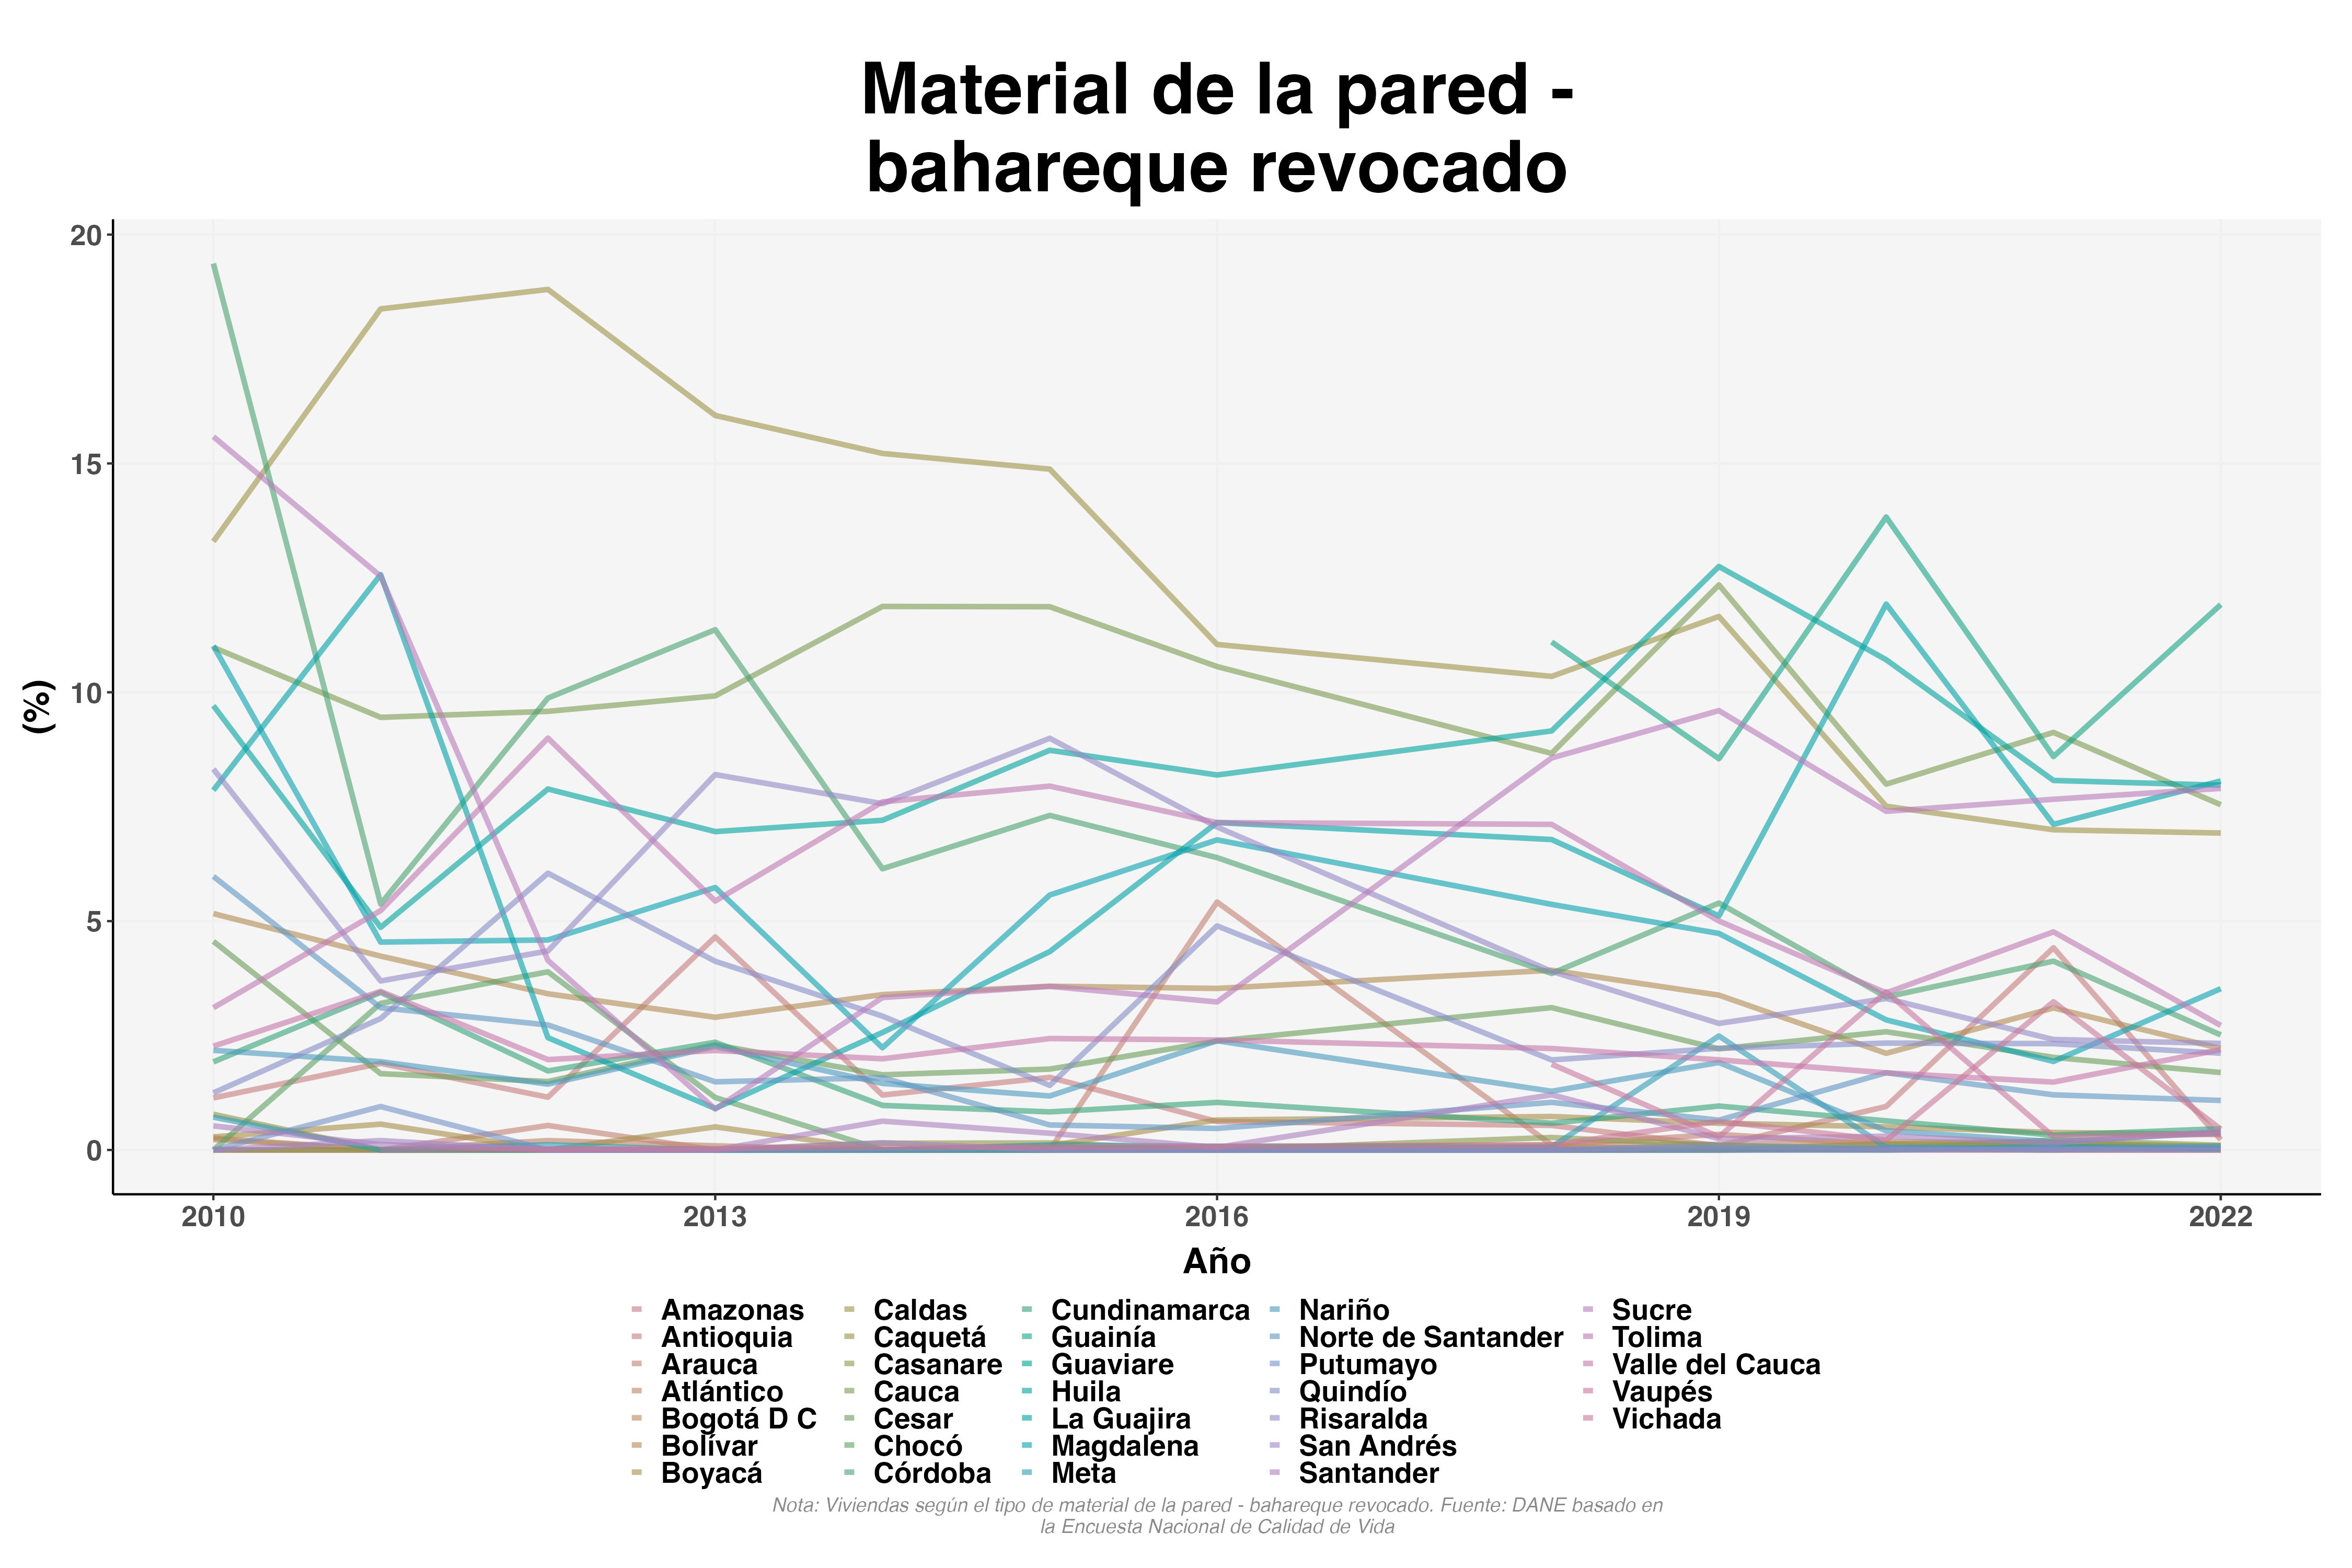 Material de la pared -
bahareque revocado
20
15
10
5
0
(%)
2010 2013 2016 2019 2022
Año
Amazonas Caldas Cundinamarca Nariño Sucre
Antioquia Caquetá Guainía Norte de Santander Tolima
Arauca Casanare Guaviare Putumayo Valle del Cauca
Atlántico Cauca Huila Quindío Vaupés
Bogotá D C Cesar La Guajira Risaralda Vichada
Bolívar Chocó Magdalena San Andrés
Boyacá Córdoba Meta Santander
Nota: Viviendas según el tipo de material de la pared - bahareque revocado. Fuente: DANE basado en
la Encuesta Nacional de Calidad de Vida